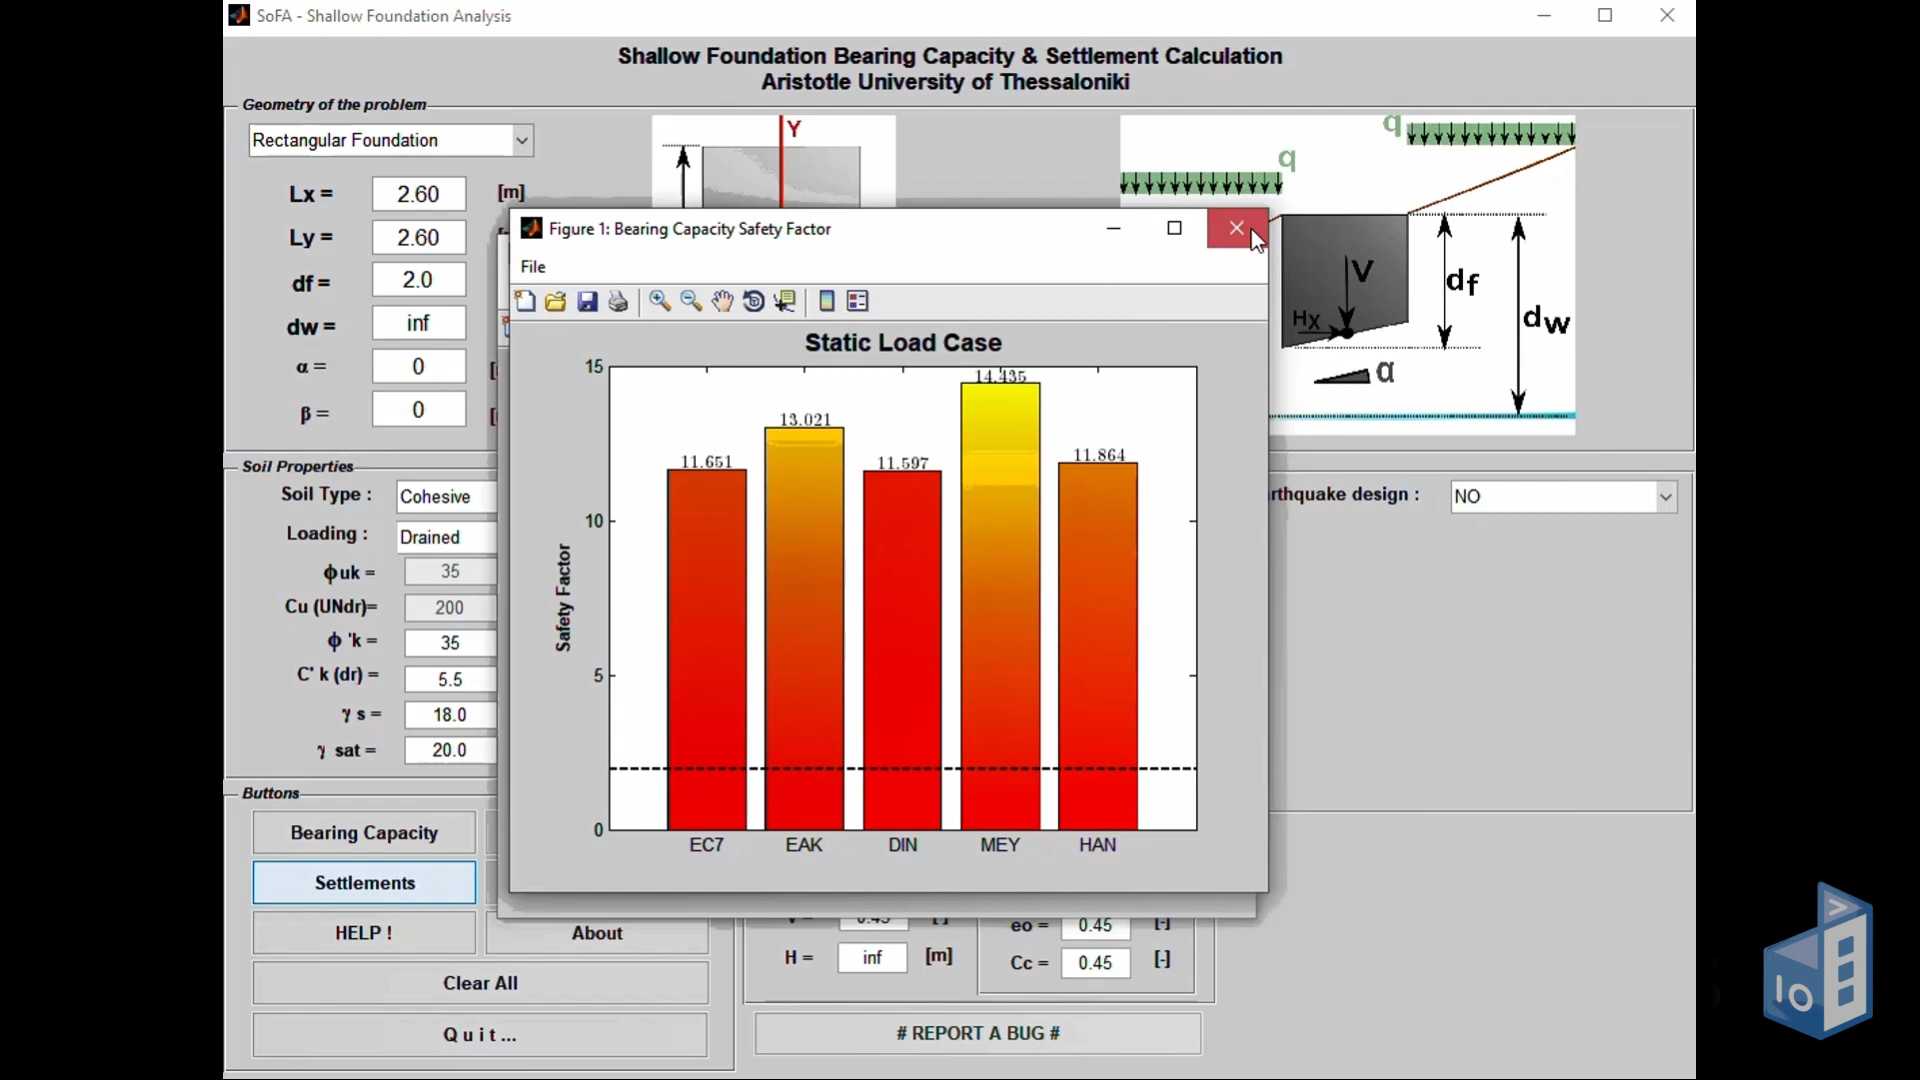 SoFA - Shallow Foundation Analysis
Shallow Foundation Bearing Capacity & Settlement Calculation
Aristotle University of Thessaloniki
Geometry of the problem
Rectangular Foundation
Lx = 2.60 [m]
Ly = 2.60
df = 2.0
dw = inf
α = 0
β = 0
Y
q
q
V
Hx
df
dw
α
Figure 1: Bearing Capacity Safety Factor
File
Static Load Case
Safety Factor
15
10
5
0
11.651
13.021
11.597
14.435
11.864
EC7 EAK DIN MEY HAN
Soil Properties
Soil Type : Cohesive
Loading : Drained
ϕuk = 35
Cu (UNdr)= 200
ϕ 'k = 35
C' k (dr) = 5.5
γ s = 18.0
γ sat = 20.0
rthquake design : NO
Buttons
Bearing Capacity
Settlements
HELP !
About
Clear All
Q u i t ...
H = inf [m]
eo = 0.45 [-]
Cc = 0.45 [-]
# REPORT A BUG #
>
Io